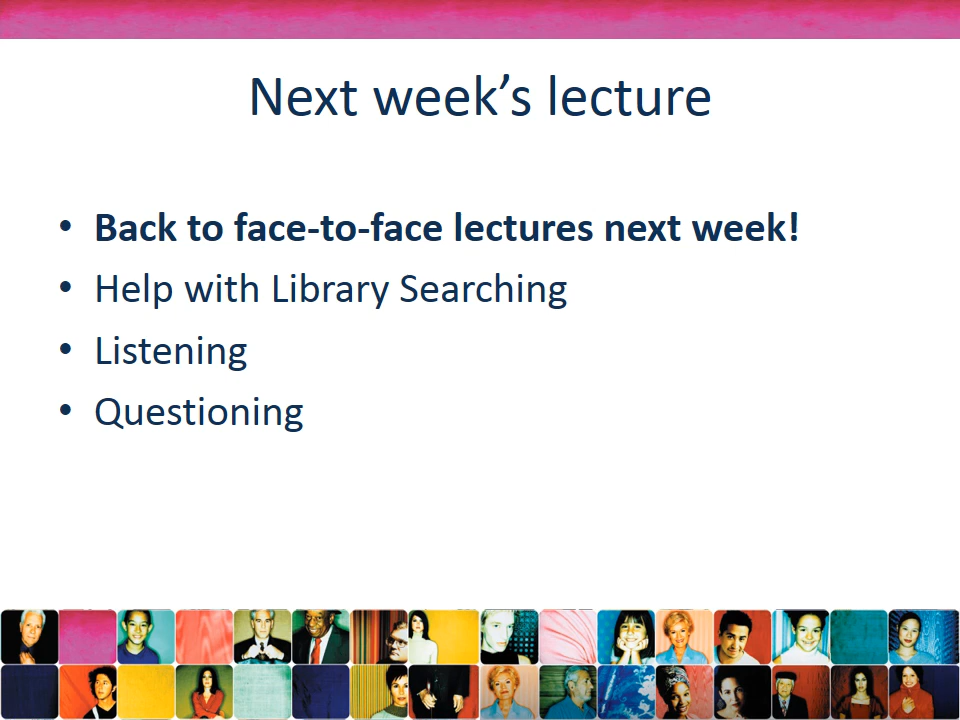 Next week’s lecture
• Back to face-to-face lectures next week!
• Help with Library Searching
• Listening
• Questioning